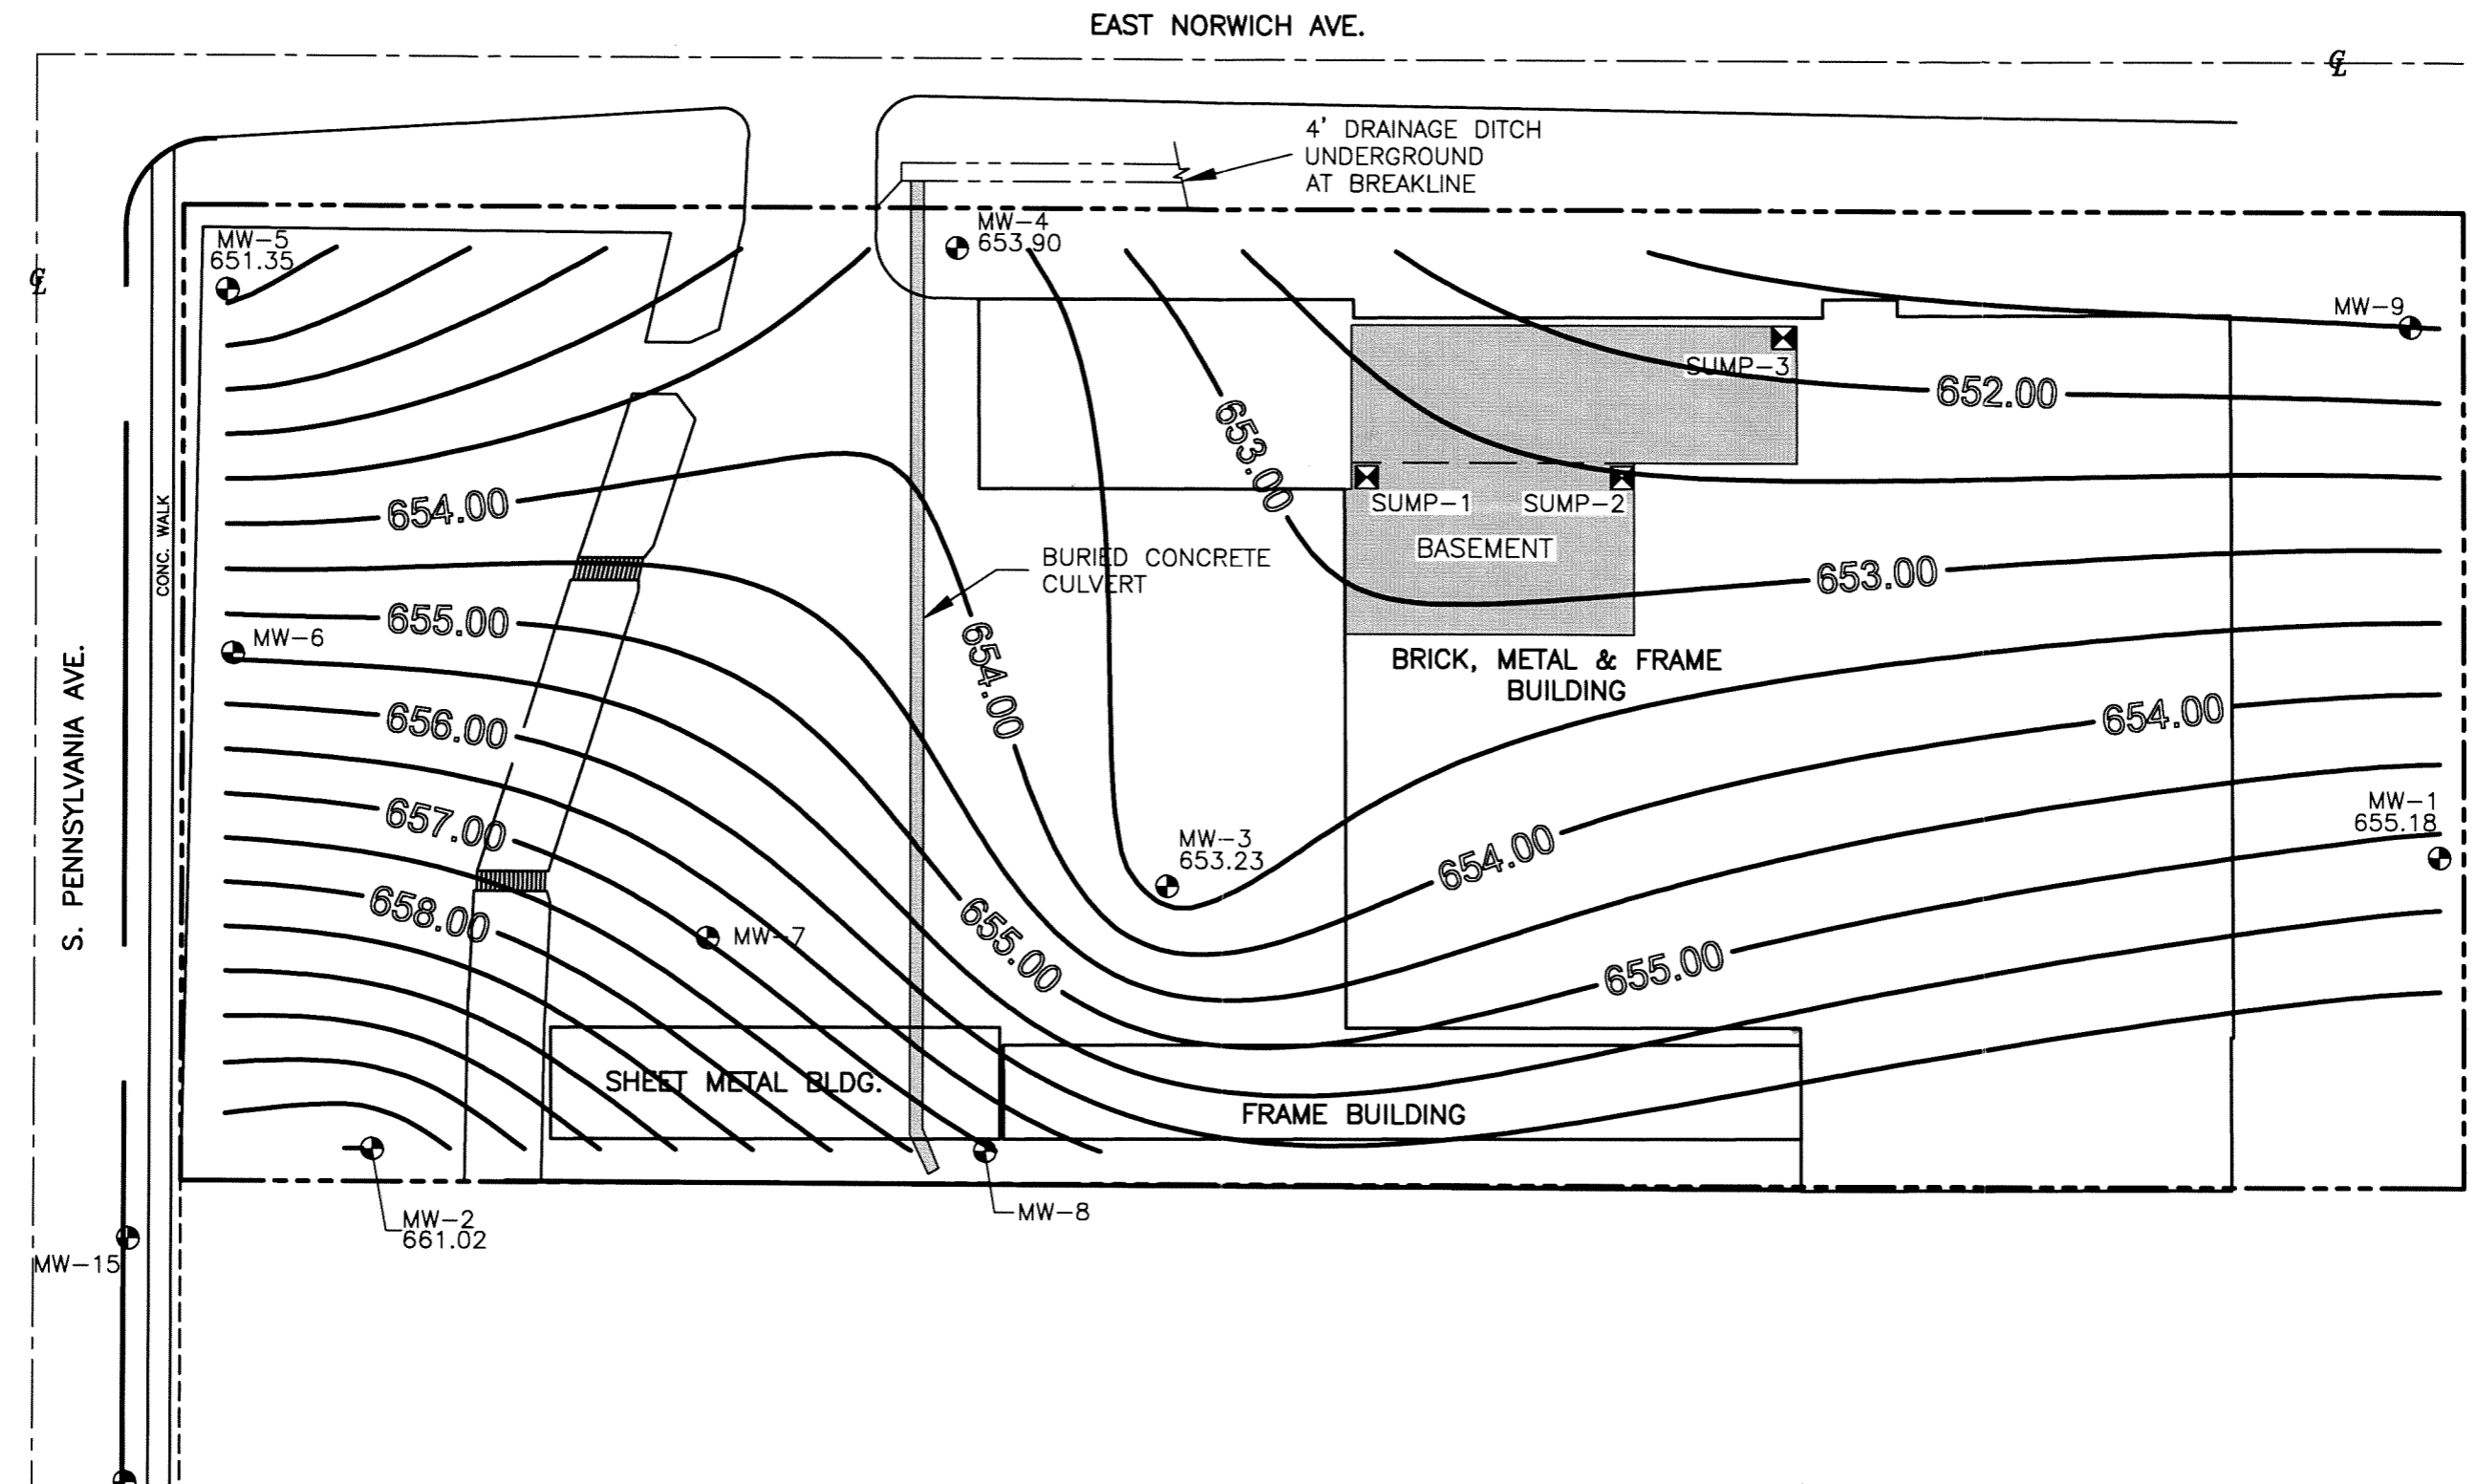 EAST NORWICH AVE.
℄
4' DRAINAGE DITCH
UNDERGROUND
AT BREAKLINE
MW-4
653.90
MW-5
651.35
℄
MW-9
SUMP-3
652.00
653.00
654.00
CONC. WALK
SUMP-1
SUMP-2
BASEMENT
BURIED CONCRETE
CULVERT
653.00
655.00
MW-6
654.00
BRICK, METAL & FRAME
BUILDING
S. PENNSYLVANIA AVE.
656.00
654.00
657.00
MW-1
655.18
MW-3
653.23
654.00
658.00
MW-7
655.00
655.00
SHEET METAL BLDG.
FRAME BUILDING
MW-8
MW-2
661.02
MW-15